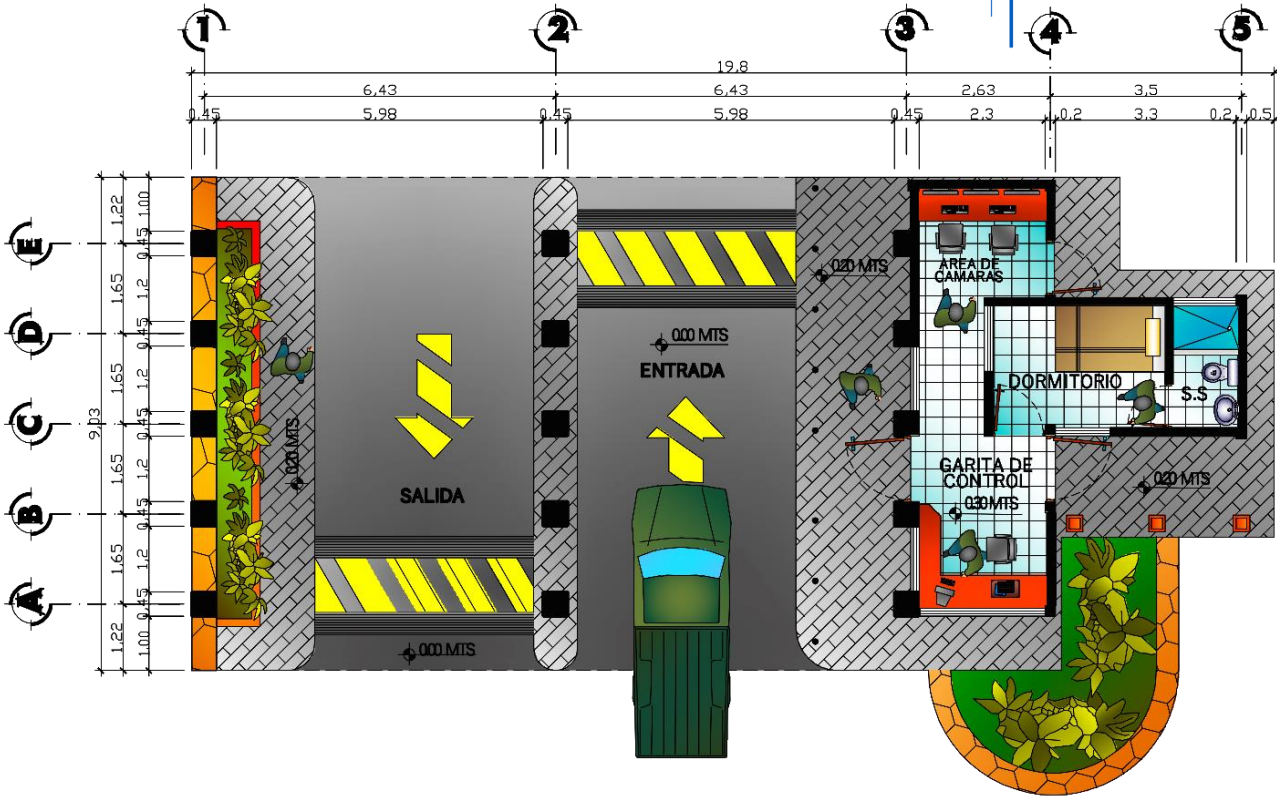 1 2 3 4 5
19.8
6,43 6,43 2,63 3,5
0,45 5.98 0,45 5.98 0,45 2.3 0,2 3.3 0,2 0,5
9,03
1.22 1.00
E
0,45
1.65 1.2
D
0,45
1.65 1.2
C
0,45
1.65 1.2
B
0,45
1.65 1.2
A
0,45
1.22 1.00
AREA DE
CAMARAS
0.20 MTS
0.00 MTS
ENTRADA
DORMITORIO
S.S
0.20 MTS
SALIDA
GARITA DE
CONTROL
0.30 MTS
0.20 MTS
0.00 MTS